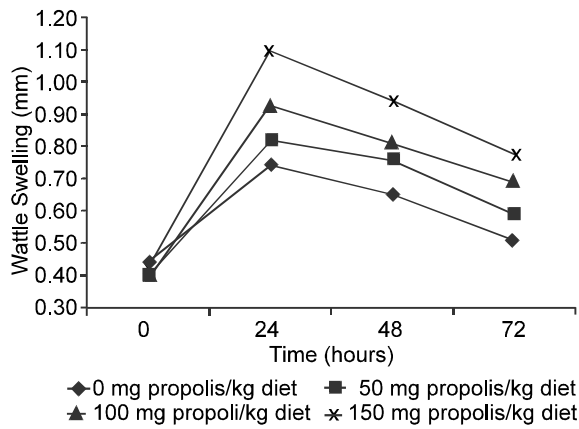 1.20
1.10
1.00
0.90
0.80
0.70
0.60
0.50
0.40
0.30
Wattle Swelling (mm)
0 24 48 72
Time (hours)
0 mg propolis/kg diet 50 mg propolis/kg diet
100 mg propoli/kg diet 150 mg propolis/kg diet